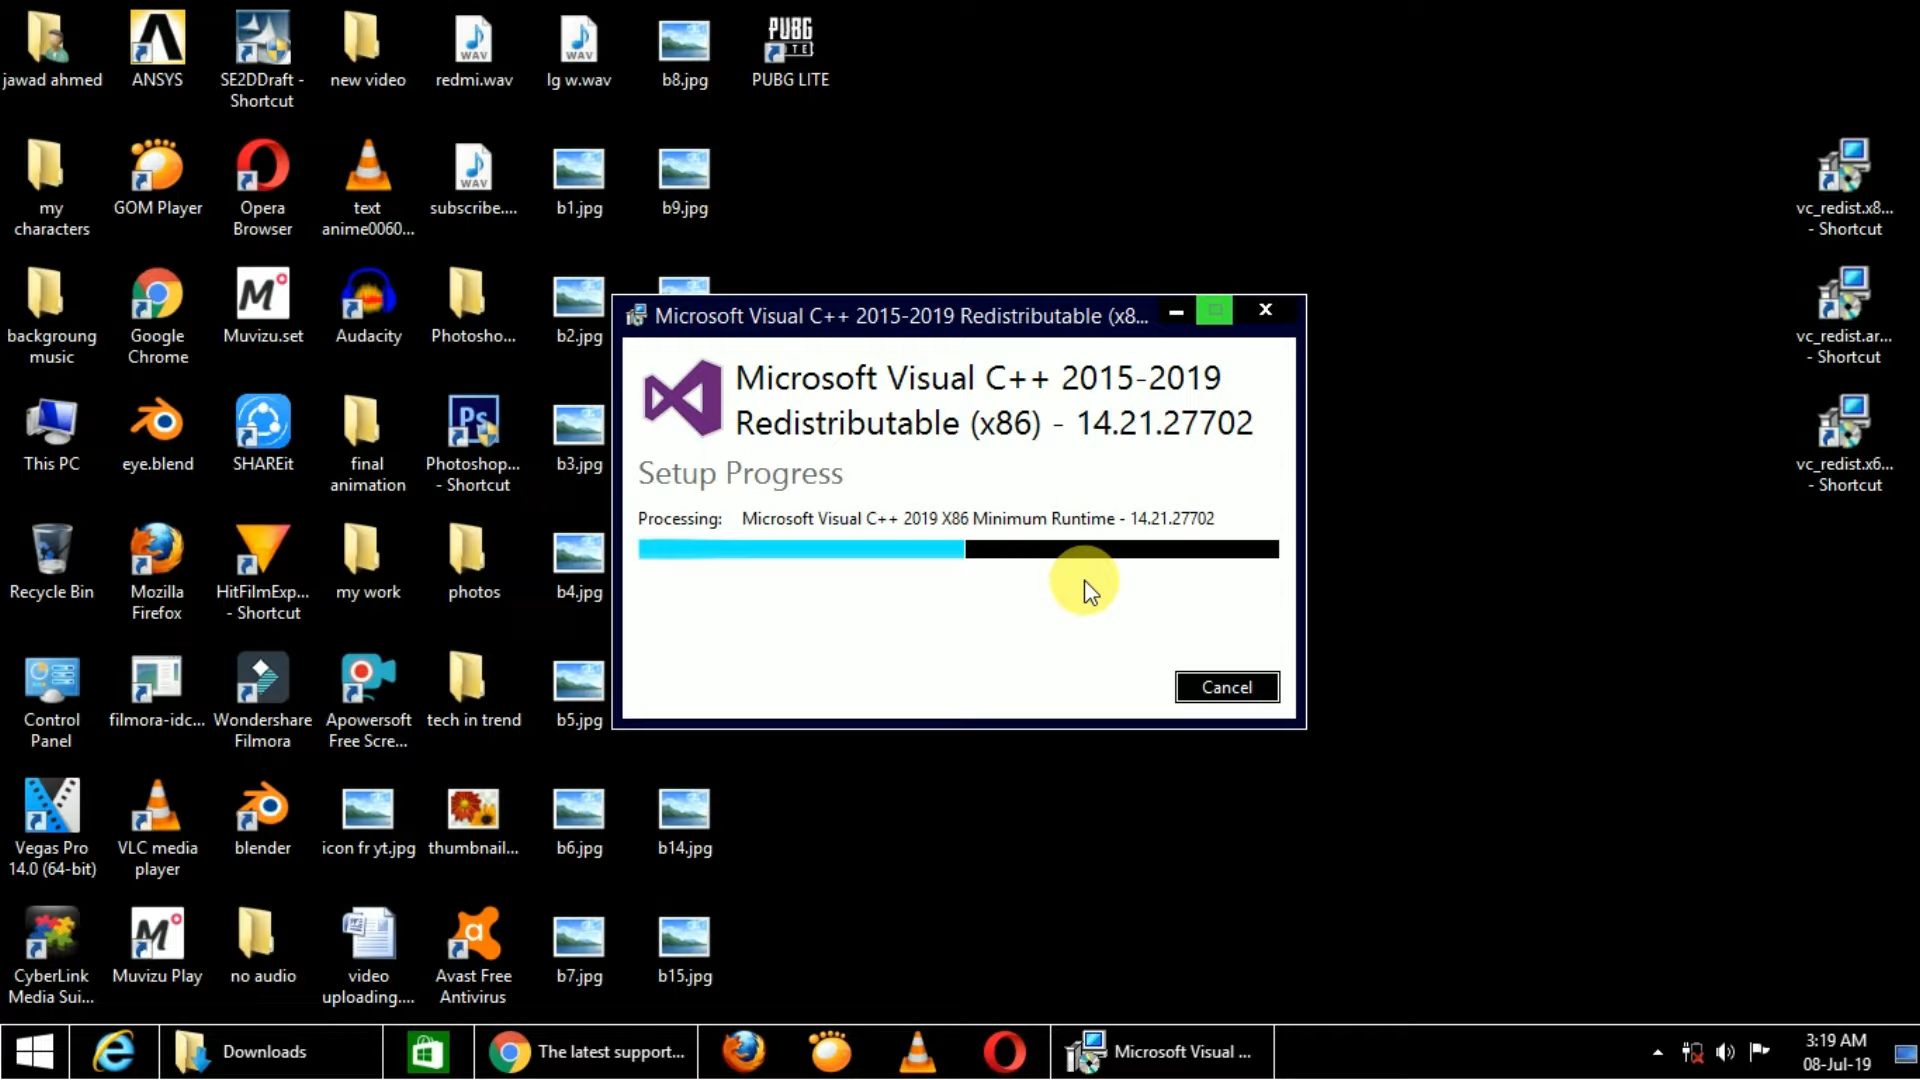 jawad ahmed
ANSYS
SE2DDraft -
Shortcut
new video
redmi.wav
lg w.wav
b8.jpg
PUBG LITE
my
characters
GOM Player
Opera
Browser
text
anime0060...
subscribe....
b1.jpg
b9.jpg
vc_redist.x8...
- Shortcut
backgroung
music
Google
Chrome
Muvizu.set
Audacity
Photosho...
b2.jpg
vc_redist.ar...
- Shortcut
This PC
eye.blend
SHAREit
final
animation
Photoshop...
- Shortcut
b3.jpg
vc_redist.x6...
- Shortcut
Recycle Bin
Mozilla
Firefox
HitFilmExp...
- Shortcut
my work
photos
b4.jpg
Control
Panel
filmora-idc...
Wondershare
Filmora
Apowersoft
Free Scre...
tech in trend
b5.jpg
Vegas Pro
14.0 (64-bit)
VLC media
player
blender
icon fr yt.jpg
thumbnail...
b6.jpg
b14.jpg
CyberLink
Media Sui...
Muvizu Play
no audio
video
uploading....
Avast Free
Antivirus
b7.jpg
b15.jpg
Microsoft Visual C++ 2015-2019 Redistributable (x8...
Microsoft Visual C++ 2015-2019
Redistributable (x86) - 14.21.27702
Setup Progress
Processing: Microsoft Visual C++ 2019 X86 Minimum Runtime - 14.21.27702
Cancel
Downloads
The latest support...
Microsoft Visual ...
3:19 AM
08-Jul-19